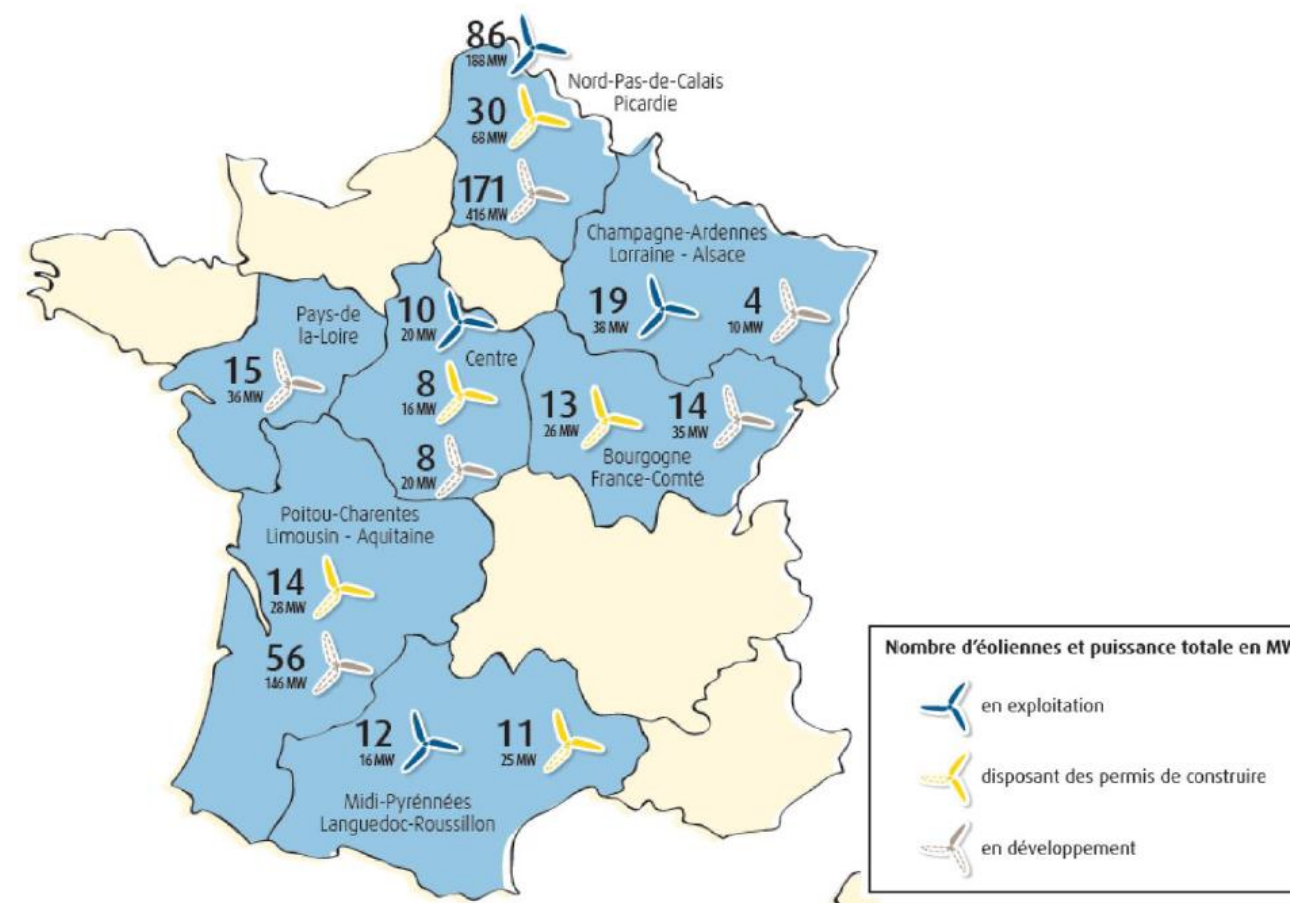 86
188 MW
Nord-Pas-de-Calais
Picardie
30
68 MW
171
416 MW
Champagne-Ardennes
Lorraine - Alsace
19
38 MW
4
10 MW
Pays-de
la-Loire
15
36 MW
10
20 MW
Centre
8
16 MW
8
20 MW
13
26 MW
14
35 MW
Bourgogne
France-Comté
Poitou-Charentes
Limousin - Aquitaine
14
28 MW
56
146 MW
12
16 MW
11
25 MW
Midi-Pyrénnées
Languedoc-Roussillon
Nombre d'éoliennes et puissance totale en MW
en exploitation
disposant des permis de construire
en développement